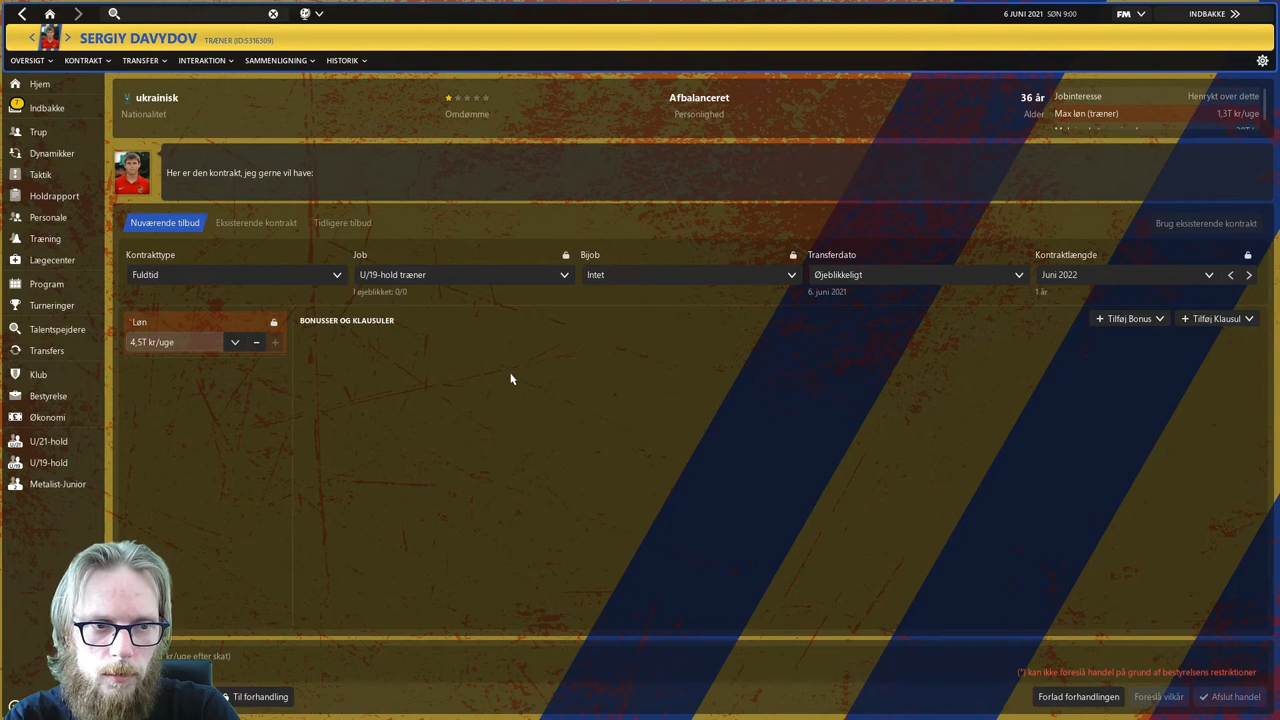 6 JUNI 2021 SØN 9:00
FM
INDBAKKE
SERGIY DAVYDOV
TRÆNER (ID:5316309)
OVERSIGT
KONTRAKT
TRANSFER
INTERAKTION
SAMMENLIGNING
HISTORIK
Hjem
7
Indbakke
Trup
Dynamikker
Taktik
Holdrapport
Personale
Træning
Lægecenter
Program
Turneringer
Talentspejdere
Transfers
Klub
Bestyrelse
Økonomi
U/21-hold
U/19-hold
Metalist-Junior
ukrainisk
Nationalitet
Omdømme
Afbalanceret
Personlighed
36 år
Alder
Jobinteresse Henrykt over dette
Max løn (træner) 1,3T kr/uge
Her er den kontrakt, jeg gerne vil have:
Nuværende tilbud
Eksisterende kontrakt
Tidligere tilbud
Brug eksisterende kontrakt
Kontrakttype
Fuldtid
Job
U/19-hold træner
I øjeblikket: 0/0
Bijob
Intet
Transferdato
Øjeblikkeligt
6. juni 2021
Kontraktlængde
Juni 2022
1 år
*Løn
4,5T kr/uge
BONUSSER OG KLAUSULER
+ Tilføj Bonus
+ Tilføj Klausul
kr/uge efter skat)
(*) kan ikke foreslå handel på grund af bestyrelsens restriktioner
Til forhandling
Forlad forhandlingen
Foreslå vilkår
Afslut handel